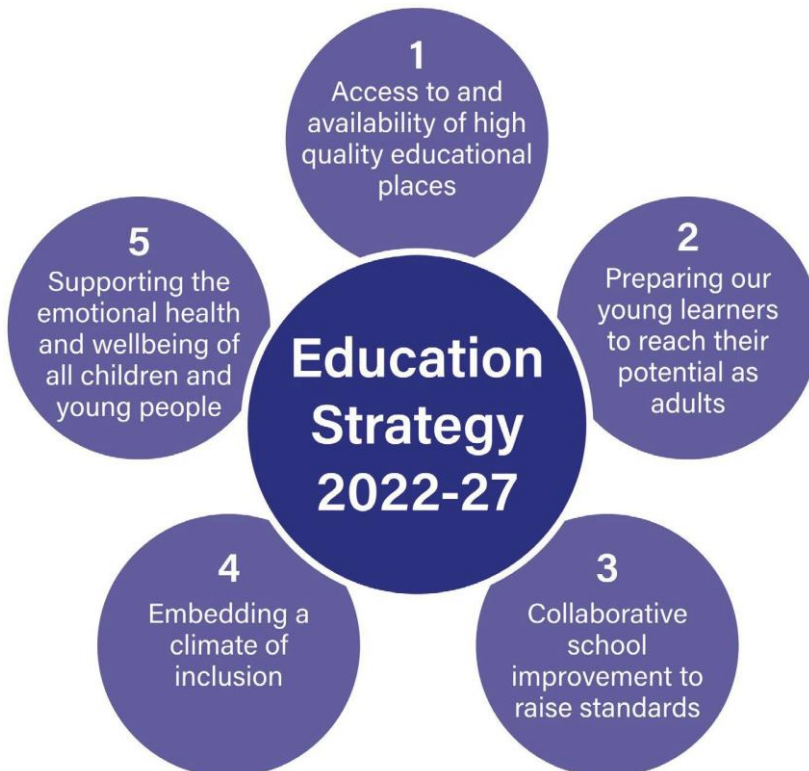 1
Access to and
availability of high
quality educational
places
2
Preparing our
young learners
to reach their
potential as
adults
3
Collaborative
school
improvement to
raise standards
4
Embedding a
climate of
inclusion
5
Supporting the
emotional health
and wellbeing of
all children and
young people
Education
Strategy
2022-27